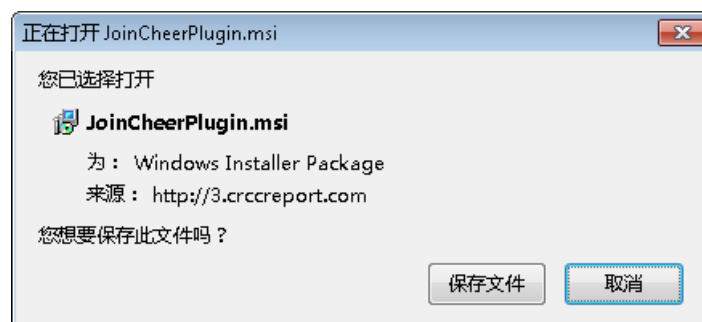 正在打开 JoinCheerPlugin.msi
您已选择打开
JoinCheerPlugin.msi
为： Windows Installer Package
来源： http://3.crccreport.com
您想要保存此文件吗？
保存文件 取消